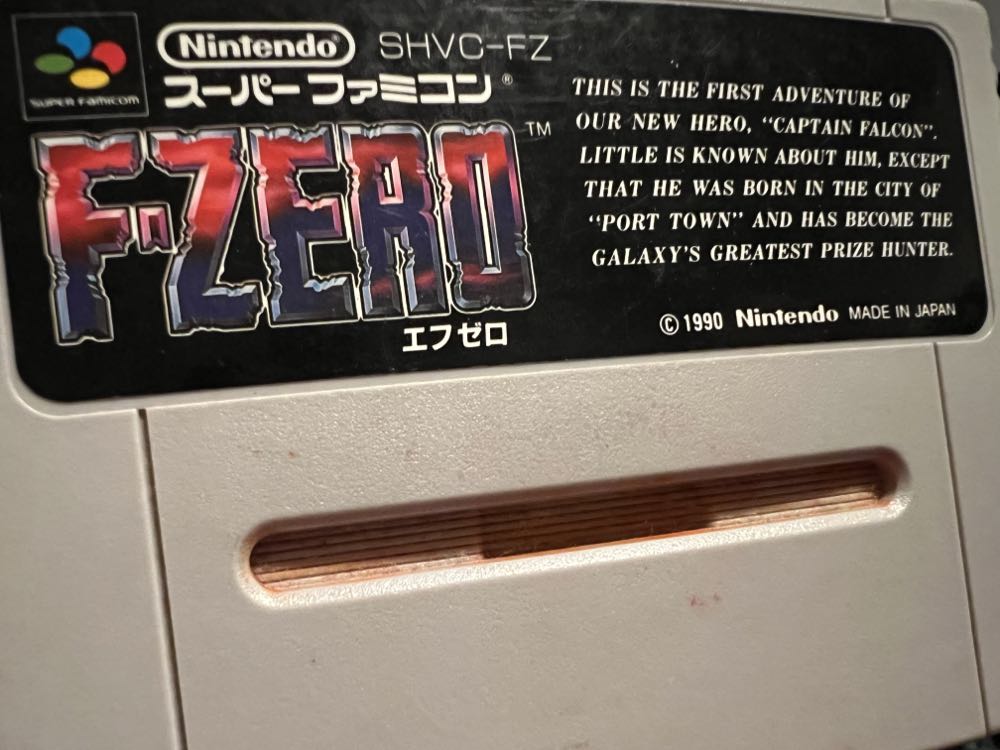 SUPER FAMICOM
Nintendo® SHVC-FZ
スーパーファミコン®
F-ZERO™
エフゼロ
THIS IS THE FIRST ADVENTURE OF
OUR NEW HERO, "CAPTAIN FALCON".
LITTLE IS KNOWN ABOUT HIM, EXCEPT
THAT HE WAS BORN IN THE CITY OF
"PORT TOWN" AND HAS BECOME THE
GALAXY'S GREATEST PRIZE HUNTER.
© 1990 Nintendo MADE IN JAPAN